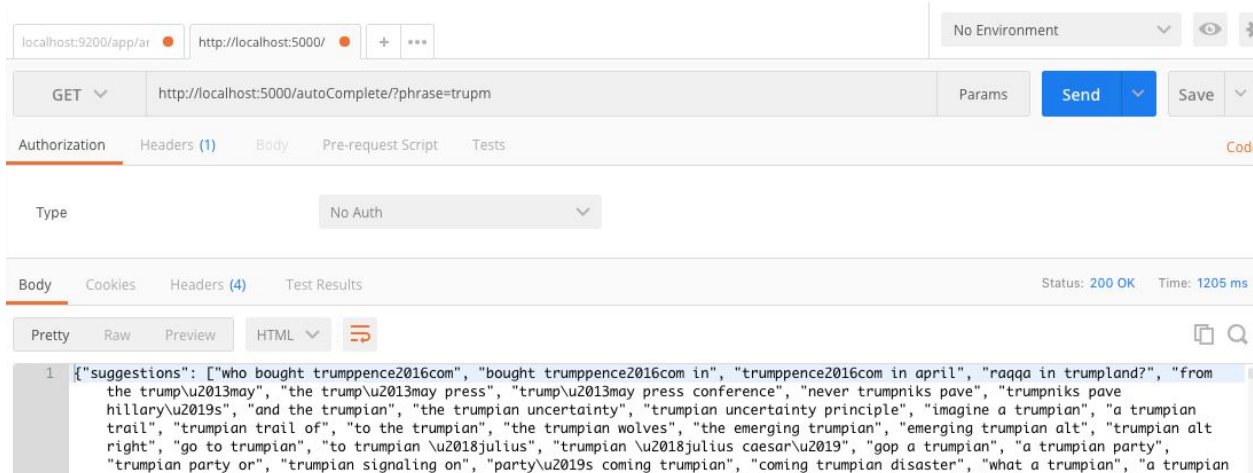 localhost:9200/app/ar http://localhost:5000/ + ••• No Environment
GET http://localhost:5000/autoComplete/?phrase=trupm Params Send Save
Authorization Headers (1) Body Pre-request Script Tests Code
Type No Auth
Body Cookies Headers (4) Test Results Status: 200 OK Time: 1205 ms
Pretty Raw Preview HTML
1 {"suggestions": ["who bought trumppence2016com", "bought trumppence2016com in", "trumppence2016com in april", "raqqa in trumpland?", "from
the trump\u2013may", "the trump\u2013may press", "trump\u2013may press conference", "never trumpniks pave", "trumpniks pave
hillary\u2019s", "and the trumpian", "the trumpian uncertainty", "trumpian uncertainty principle", "imagine a trumpian", "a trumpian
trail", "trumpian trail of", "to the trumpian", "the trumpian wolves", "the emerging trumpian", "emerging trumpian alt", "trumpian alt
right", "go to trumpian", "to trumpian \u2018julius", "trumpian \u2018julius caesar\u2019", "gop a trumpian", "a trumpian party",
"trumpian party or", "trumpian signaling on", "party\u2019s coming trumpian", "coming trumpian disaster", "what a trumpian", "a trumpian